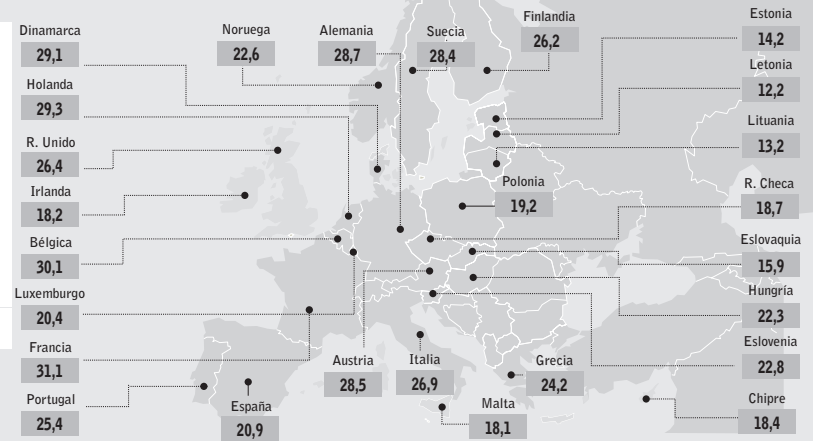 Dinamarca
29,1
Holanda
29,3
R. Unido
26,4
Irlanda
18,2
Bélgica
30,1
Luxemburgo
20,4
Francia
31,1
Portugal
25,4
Noruega
22,6
Alemania
28,7
Suecia
28,4
Finlandia
26,2
Estonia
14,2
Letonia
12,2
Lituania
13,2
Polonia
19,2
R. Checa
18,7
Eslovaquia
15,9
Hungría
22,3
Eslovenia
22,8
Chipre
18,4
Austria
28,5
Italia
26,9
Grecia
24,2
España
20,9
Malta
18,1